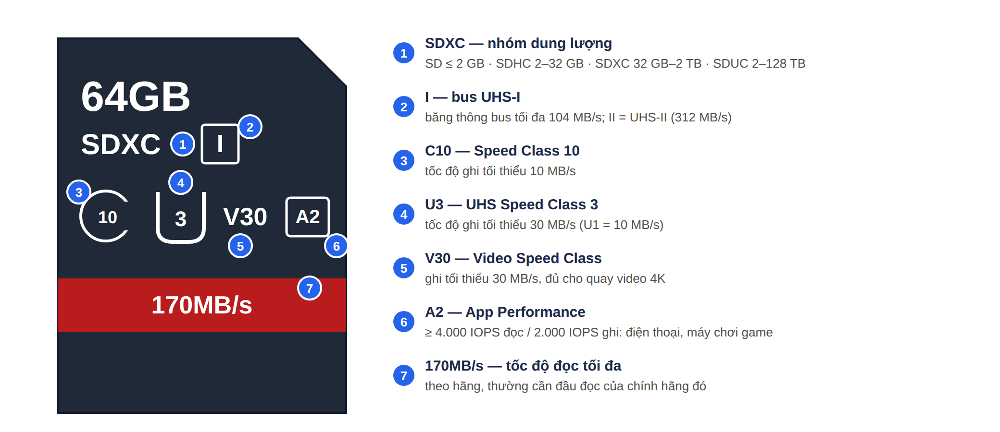 64GB
SDXC 1 I 2
3 10 4 3 V30 5 A2 6
170MB/s 7
1 SDXC — nhóm dung lượng
SD ≤ 2 GB · SDHC 2–32 GB · SDXC 32 GB–2 TB · SDUC 2–128 TB
2 I — bus UHS-I
băng thông bus tối đa 104 MB/s; II = UHS-II (312 MB/s)
3 C10 — Speed Class 10
tốc độ ghi tối thiểu 10 MB/s
4 U3 — UHS Speed Class 3
tốc độ ghi tối thiểu 30 MB/s (U1 = 10 MB/s)
5 V30 — Video Speed Class
ghi tối thiểu 30 MB/s, đủ cho quay video 4K
6 A2 — App Performance
≥ 4.000 IOPS đọc / 2.000 IOPS ghi: điện thoại, máy chơi game
7 170MB/s — tốc độ đọc tối đa
theo hãng, thường cần đầu đọc của chính hãng đó